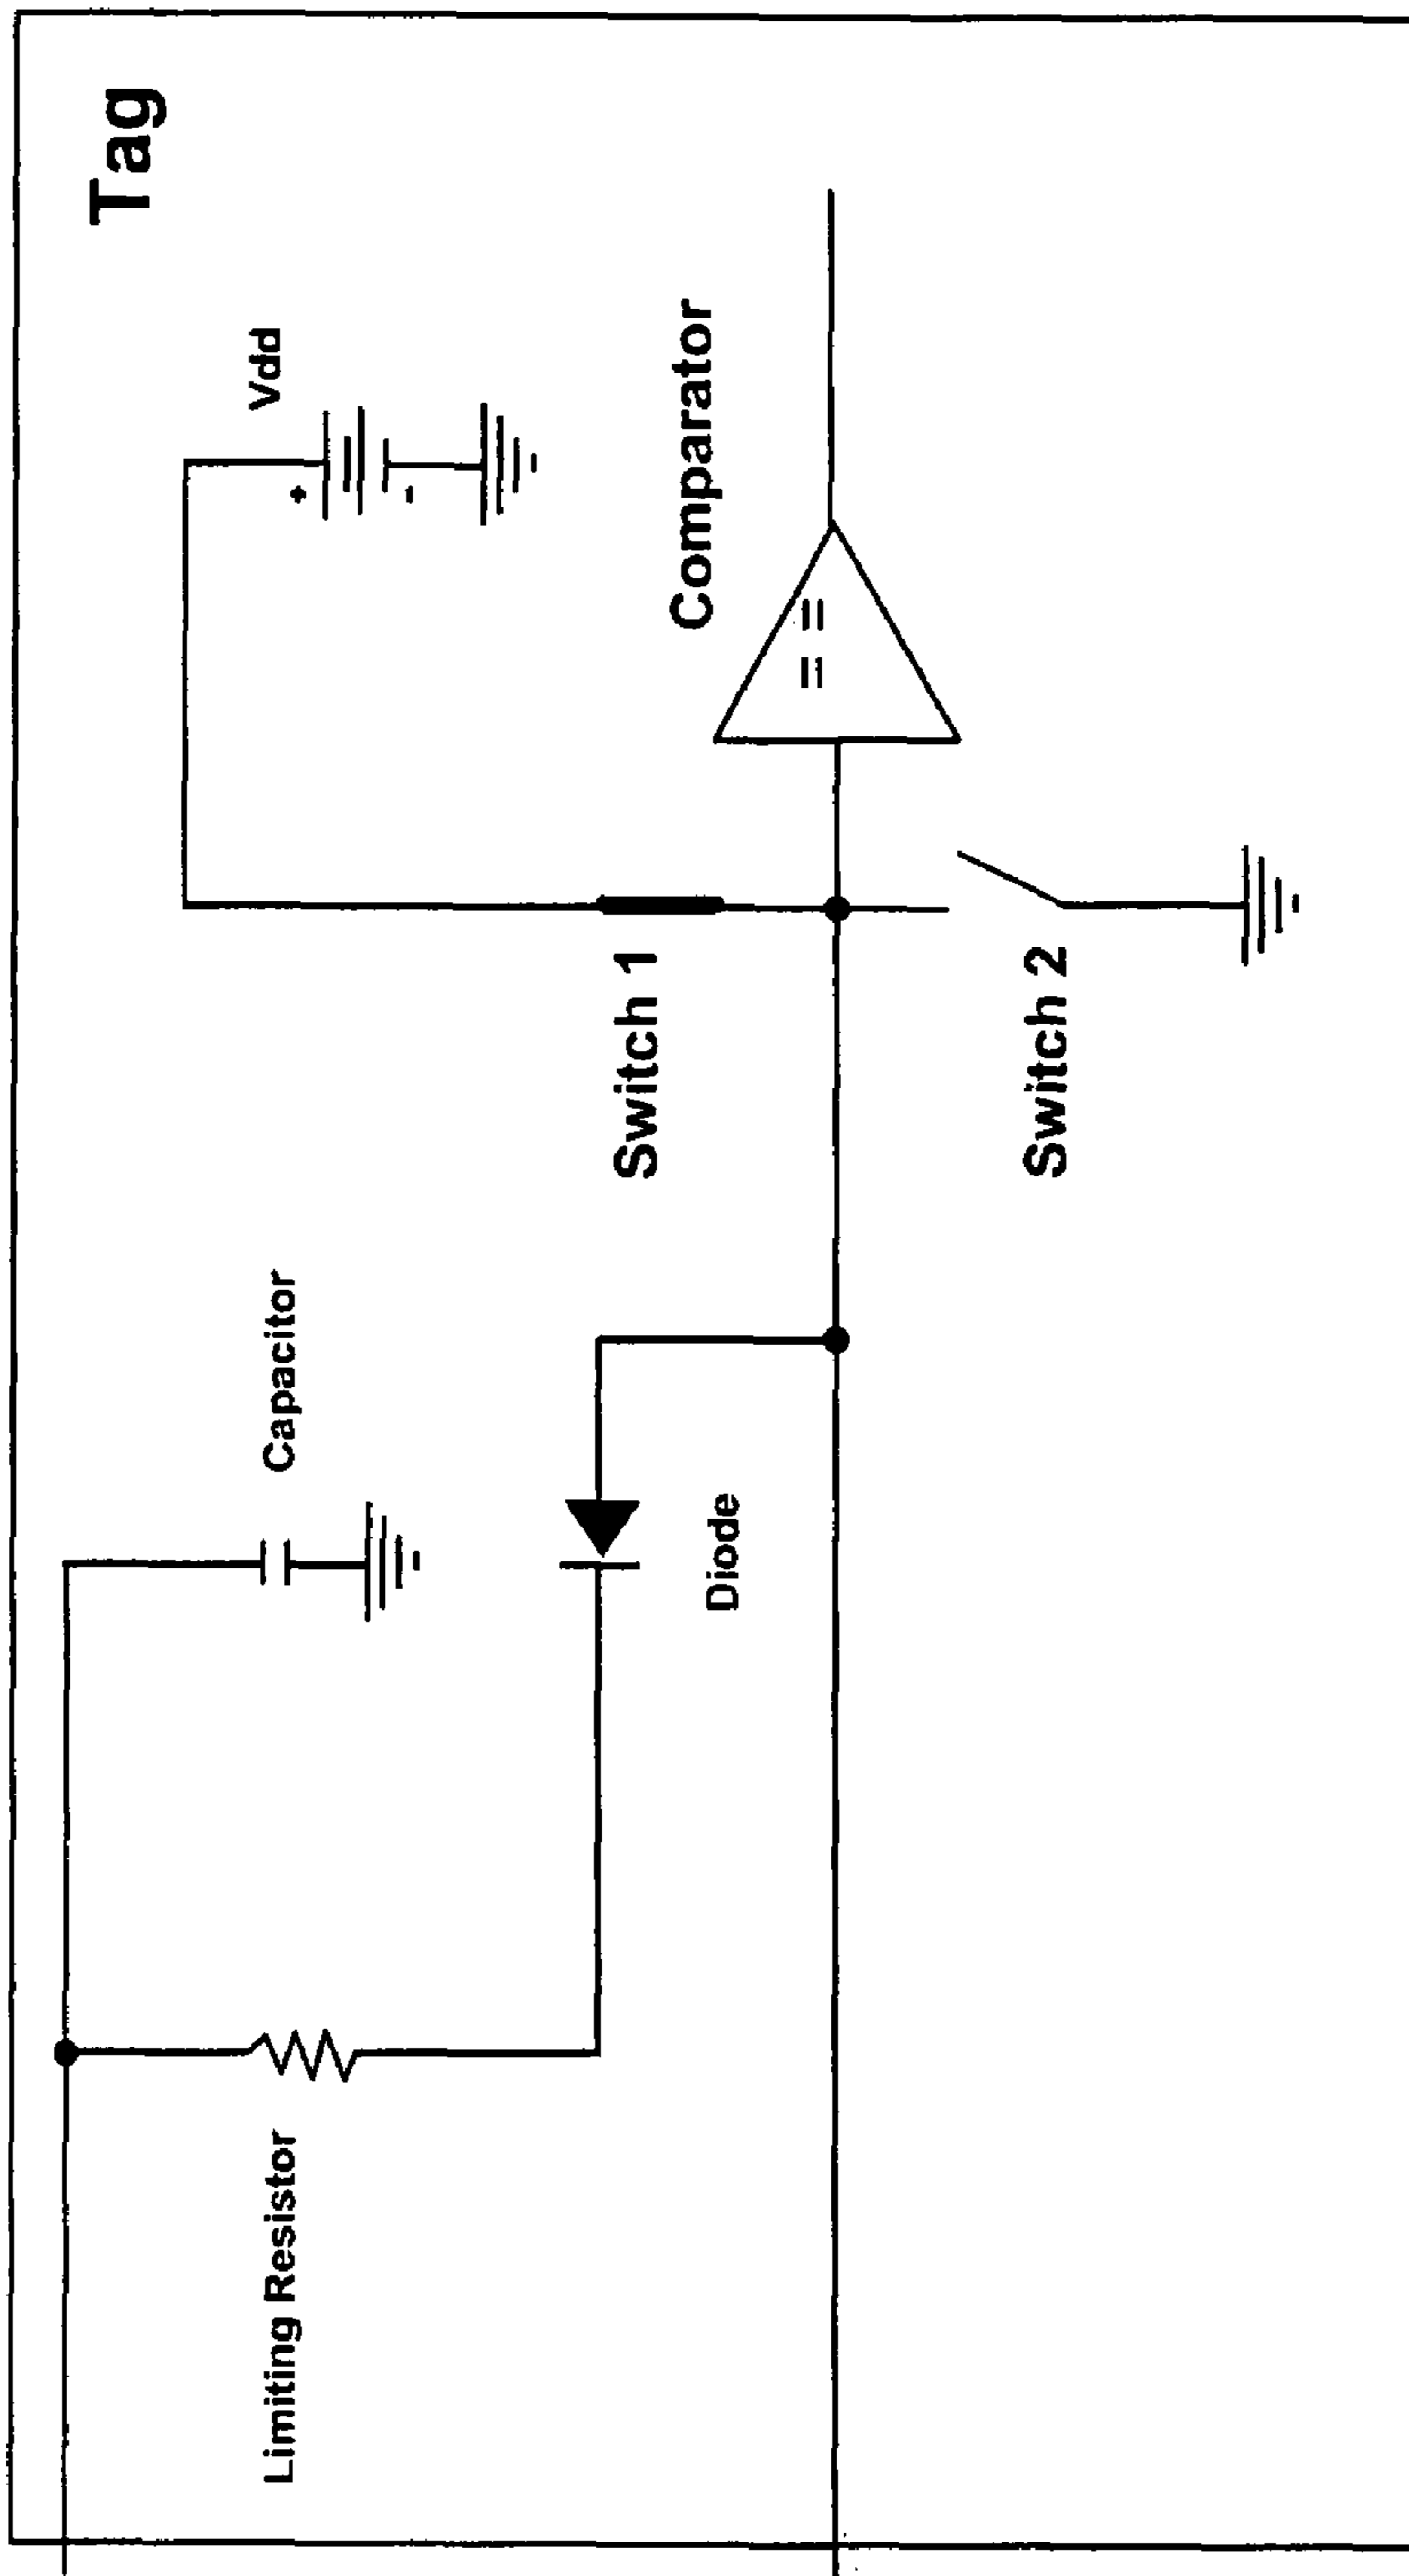 Tag
Vdd
+
-
Comparator
= =
Switch 1
Switch 2
Capacitor
Diode
Limiting Resistor